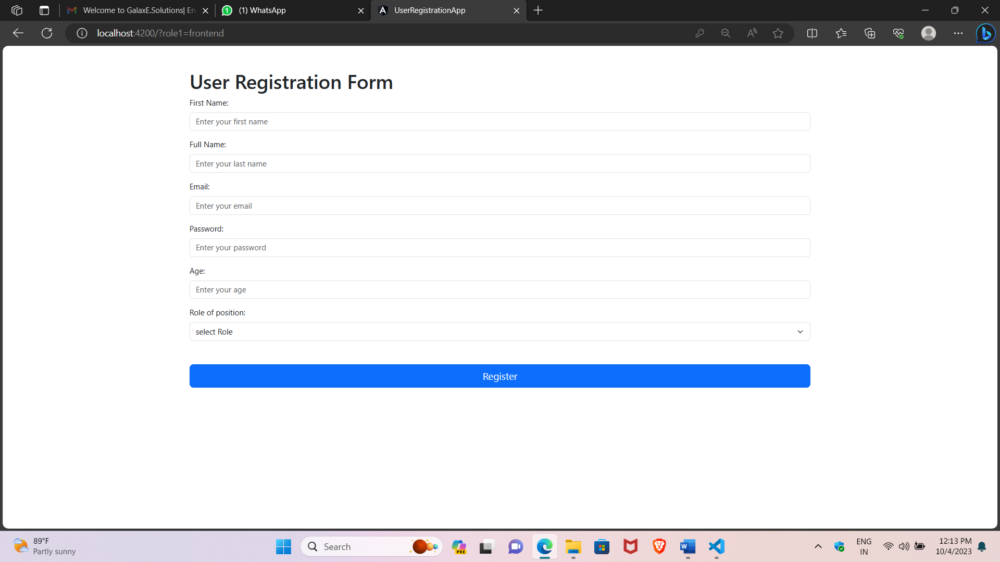 Welcome to GalaxE.Solutions| En
(1) WhatsApp
UserRegistrationApp
localhost:4200/?role1=frontend
User Registration Form
First Name:
Enter your first name
Full Name:
Enter your last name
Email:
Enter your email
Password:
Enter your password
Age:
Enter your age
Role of position:
select Role
Register
89°F
Partly sunny
Search
PRE
ENG
IN
12:13 PM
10/4/2023